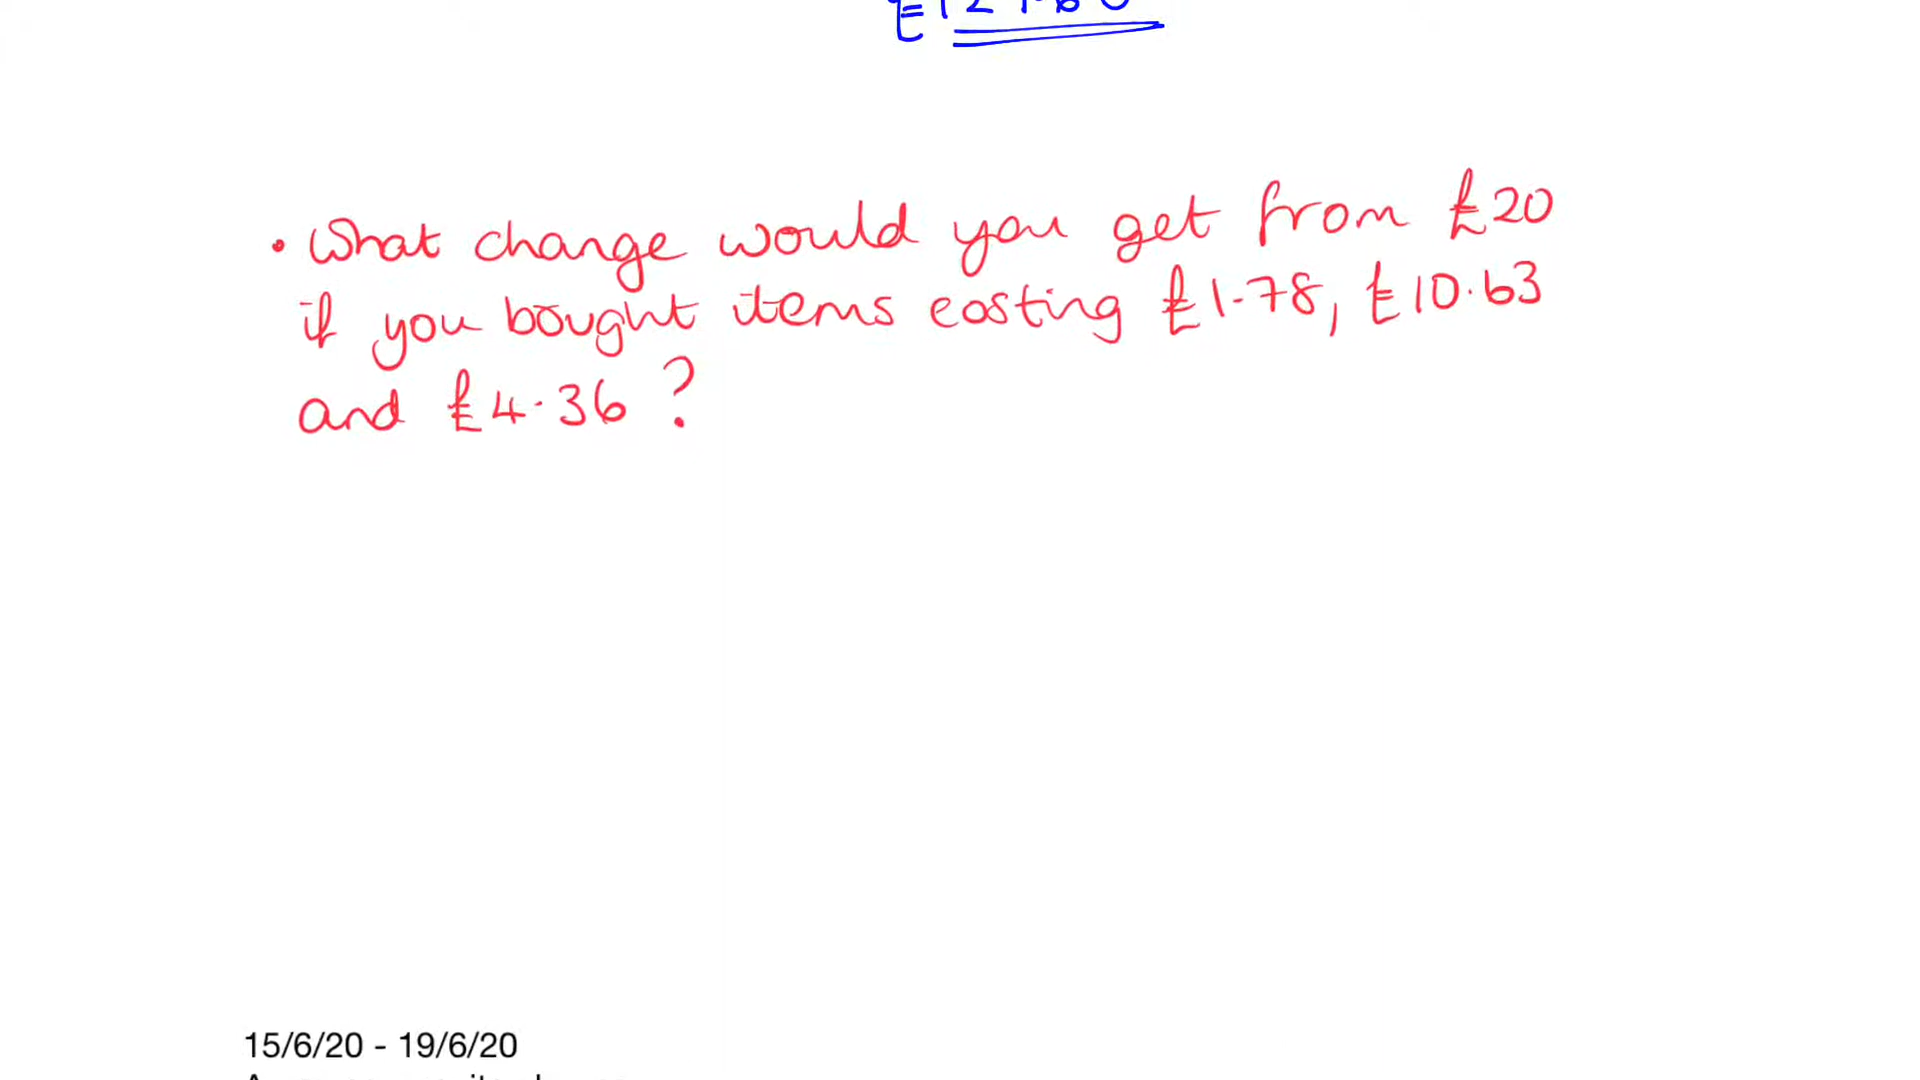 • What change would you get from £20
if you bought items costing £1.78, £10.63
and £4.36 ?
15/6/20 - 19/6/20